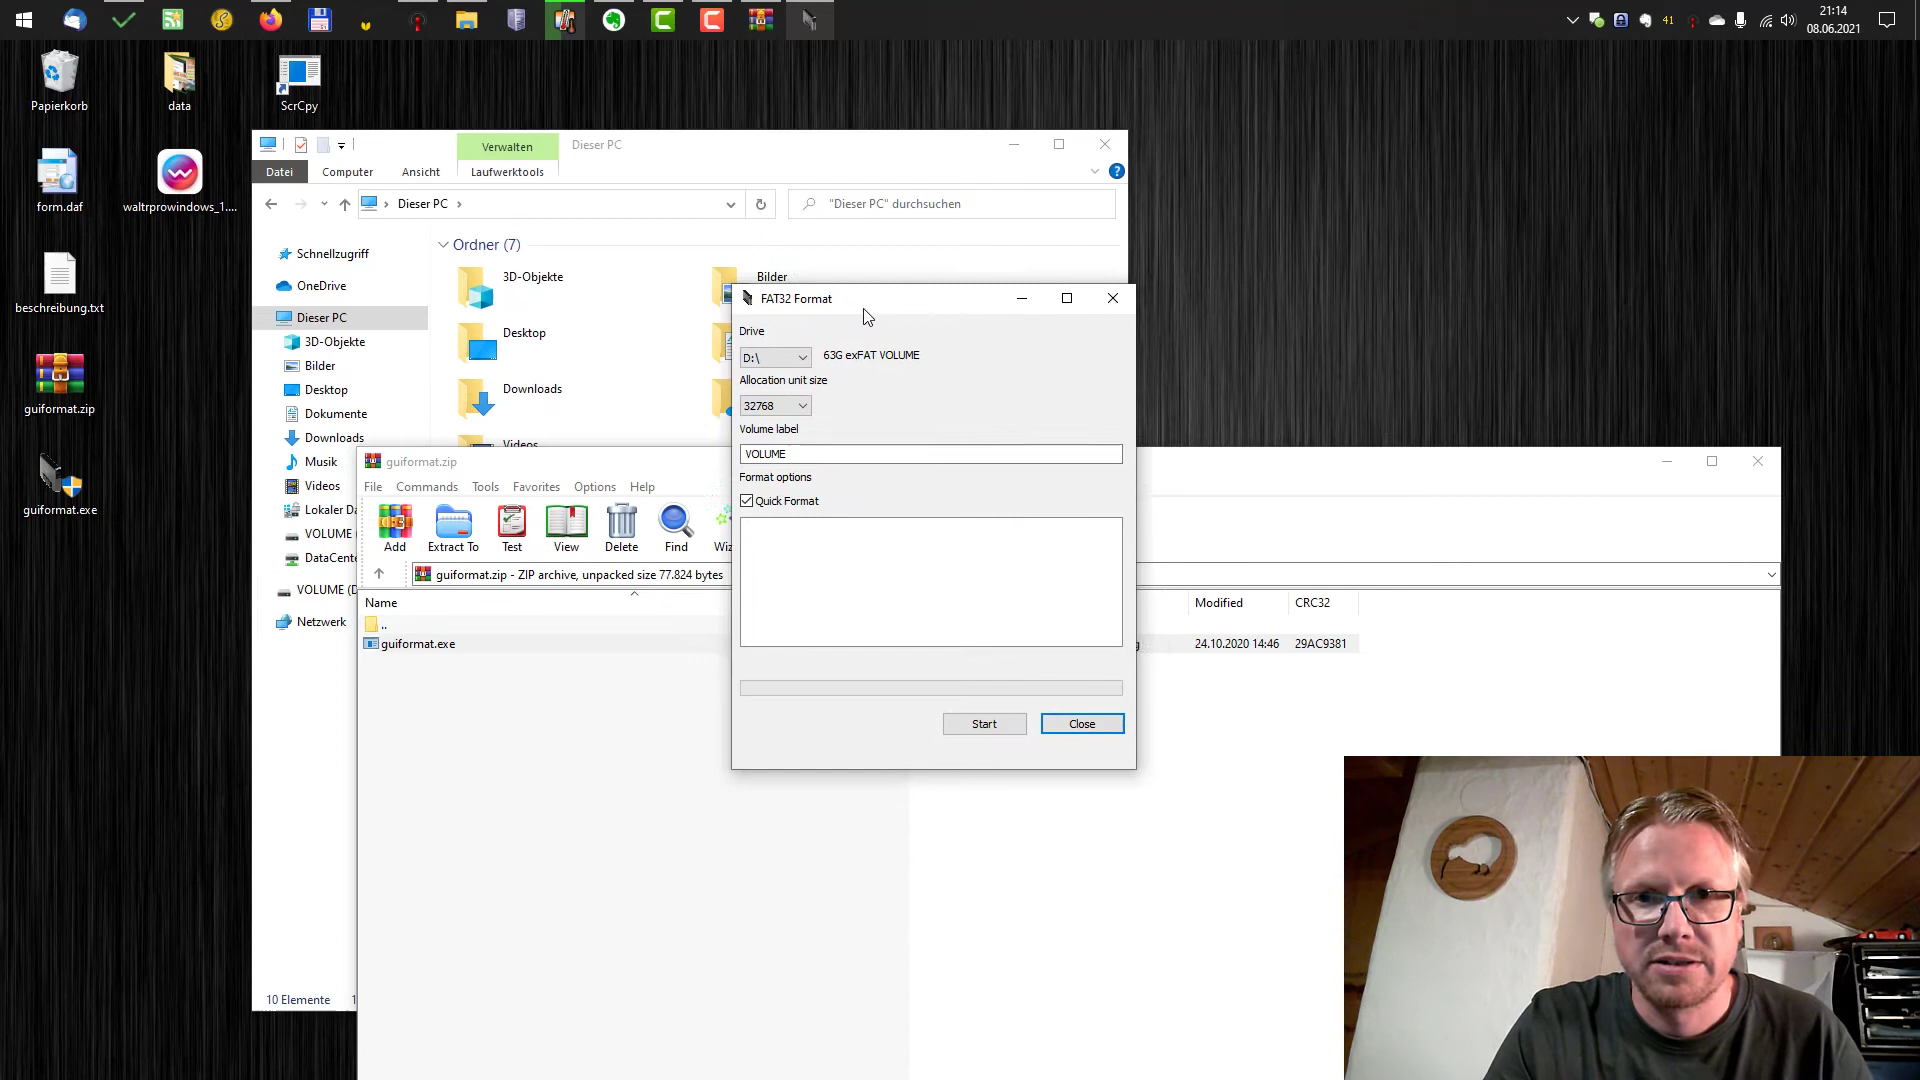 41
21:14
08.06.2021
Papierkorb
data
ScrCpy
form.daf
waltrprowindows_1....
beschreibung.txt
guiformat.zip
guiformat.exe
Verwalten
Dieser PC
Datei
Computer
Ansicht
Laufwerktools
Dieser PC
"Dieser PC" durchsuchen
Schnellzugriff
OneDrive
Dieser PC
3D-Objekte
Bilder
Desktop
Dokumente
Downloads
Musik
Videos
Lokaler Da
VOLUME (
DataCente
VOLUME (D
Netzwerk
10 Elemente
1
Ordner (7)
3D-Objekte
Bilder
Desktop
Downloads
Videos
guiformat.zip
File
Commands
Tools
Favorites
Options
Help
Add
Extract To
Test
View
Delete
Find
Wiz
guiformat.zip - ZIP archive, unpacked size 77.824 bytes
Name
Modified
CRC32
..
guiformat.exe
g
24.10.2020 14:46
29AC9381
FAT32 Format
Drive
D:\
63G exFAT VOLUME
Allocation unit size
32768
Volume label
VOLUME
Format options
Quick Format
Start
Close